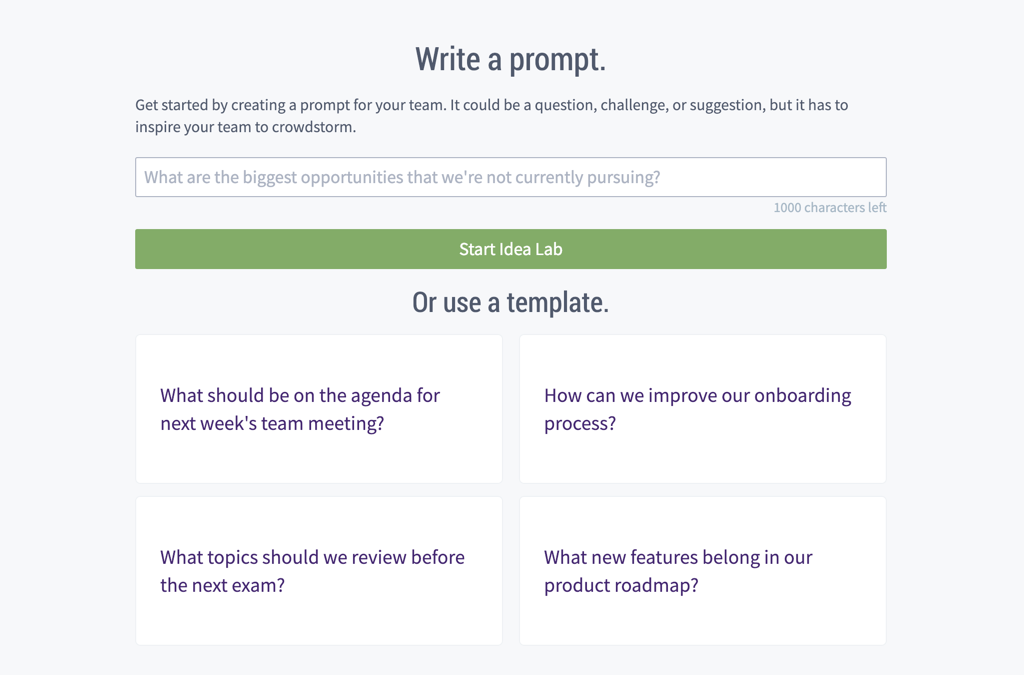 Write a prompt.
Get started by creating a prompt for your team. It could be a question, challenge, or suggestion, but it has to
inspire your team to crowdstorm.
What are the biggest opportunities that we're not currently pursuing?
1000 characters left
Start Idea Lab
Or use a template.
What should be on the agenda for
next week's team meeting?
How can we improve our onboarding
process?
What topics should we review before
the next exam?
What new features belong in our
product roadmap?